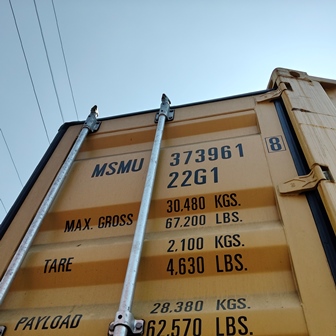 MSMU 373961 8
22G1
MAX. GROSS 30,480 KGS.
67,200 LBS.
TARE 2,100 KGS.
4,630 LBS.
PAYLOAD 28,380 KGS.
62,570 LBS.